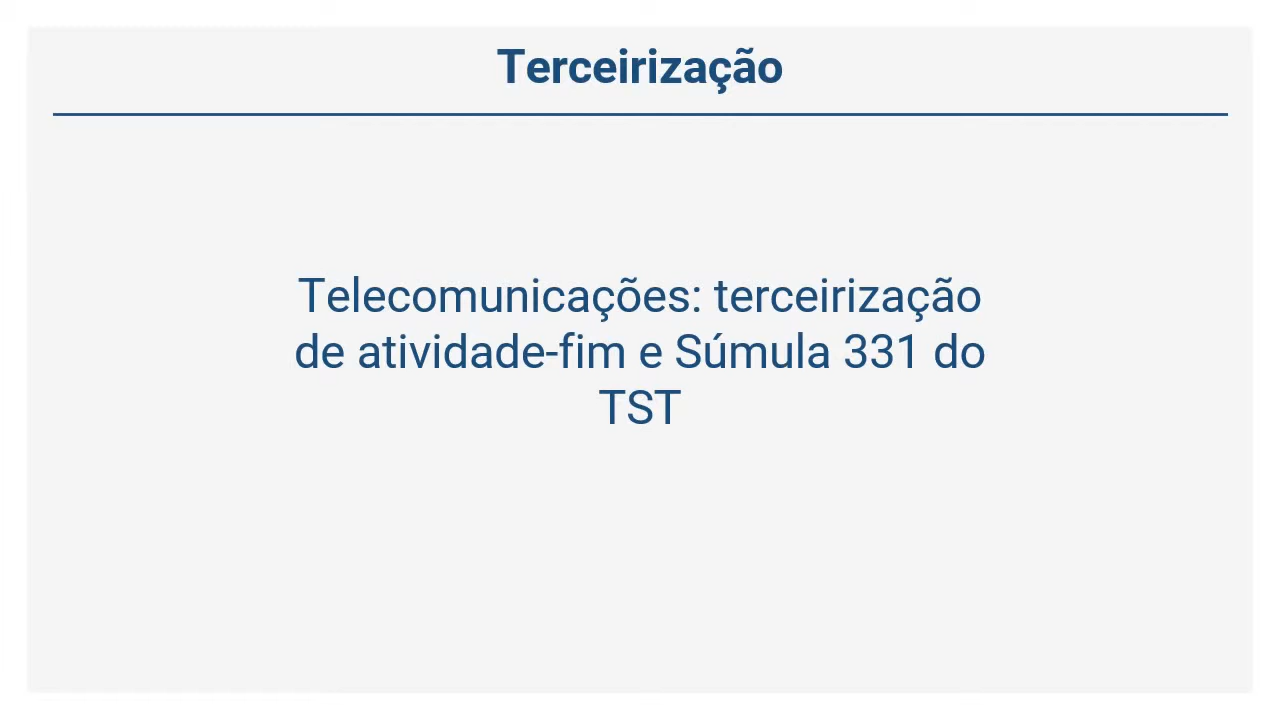 Terceirização
Telecomunicações: terceirização
de atividade-fim e Súmula 331 do
TST